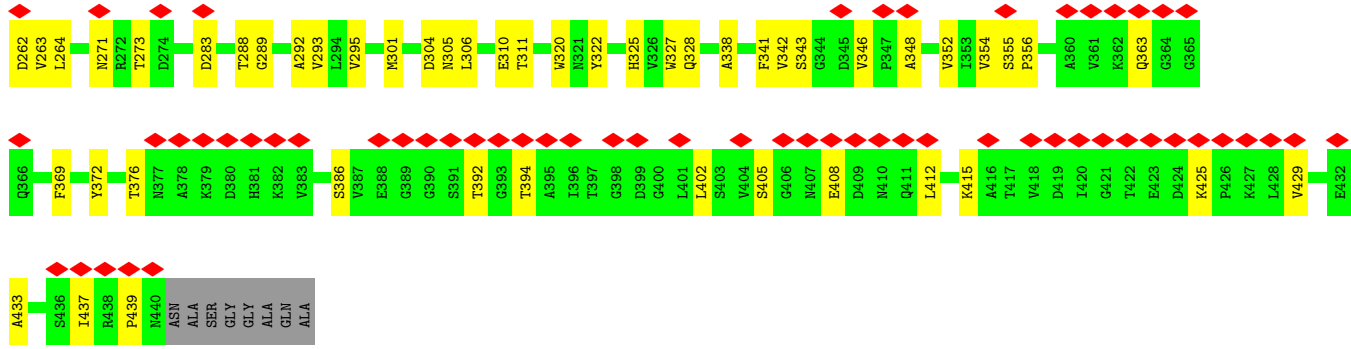 D262 V263 L264 N271 R272 T273 D274 D283 T288 G289 A292 V293 L294 V295 M301 D304 N305 L306 E310 T311 W320 N321 Y322 H325 V326 W327 Q328 A338 F341 V342 S343 G344 D345 V346 P347 A348 V352 I353 V354 S355 P356 A360 V361 K362 Q363 G364 G365
Q366 F369 Y372 T376 N377 A378 K379 D380 H381 K382 V383 S386 V387 E388 G389 G390 S391 T392 G393 T394 A395 I396 T397 G398 D399 G400 L401 L402 S403 V404 S405 G406 N407 E408 D409 N410 Q411 L412 K415 A416 T417 V418 D419 I420 G421 T422 E423 D424 K425 P426 K427 L428 V429 E432
A433 S436 I437 R438 P439 N440 ASN ALA SER GLY GLY ALA GLN ALA